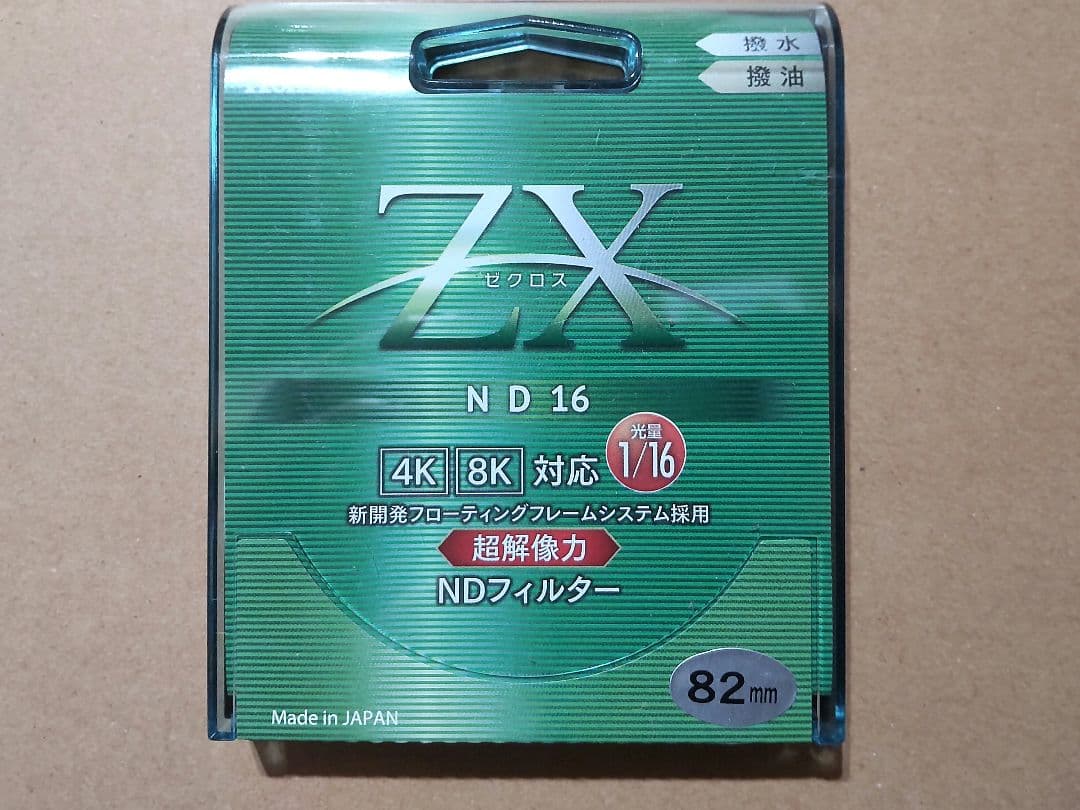 撥水
撥油
ZX
ゼクロス
ND16
光量
1/16
4K 8K 対応
新開発フローティングフレームシステム採用
超解像力
NDフィルター
82mm
Made in JAPAN